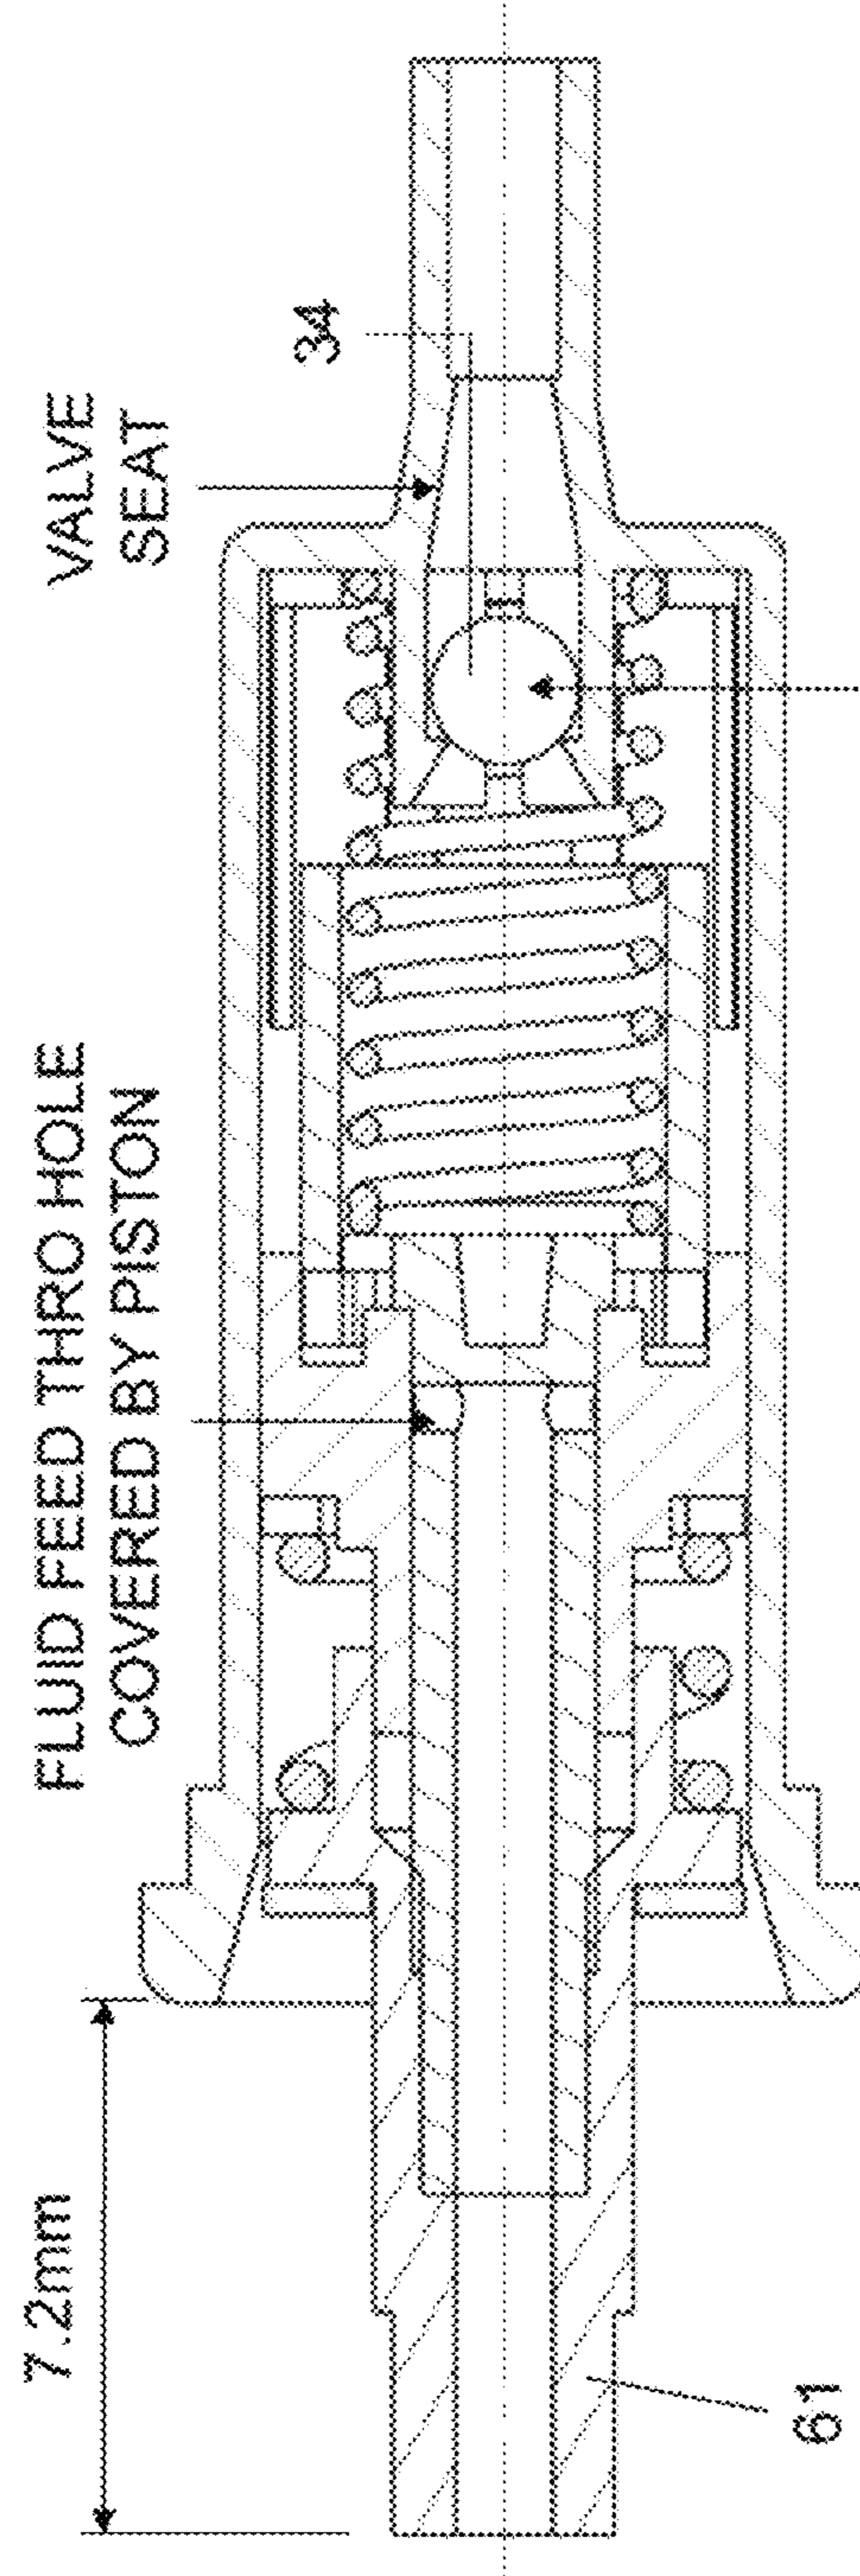 7.2mm
FLUID FEED THRO HOLE
COVERED BY PISTON
VALVE
SEAT
34
61